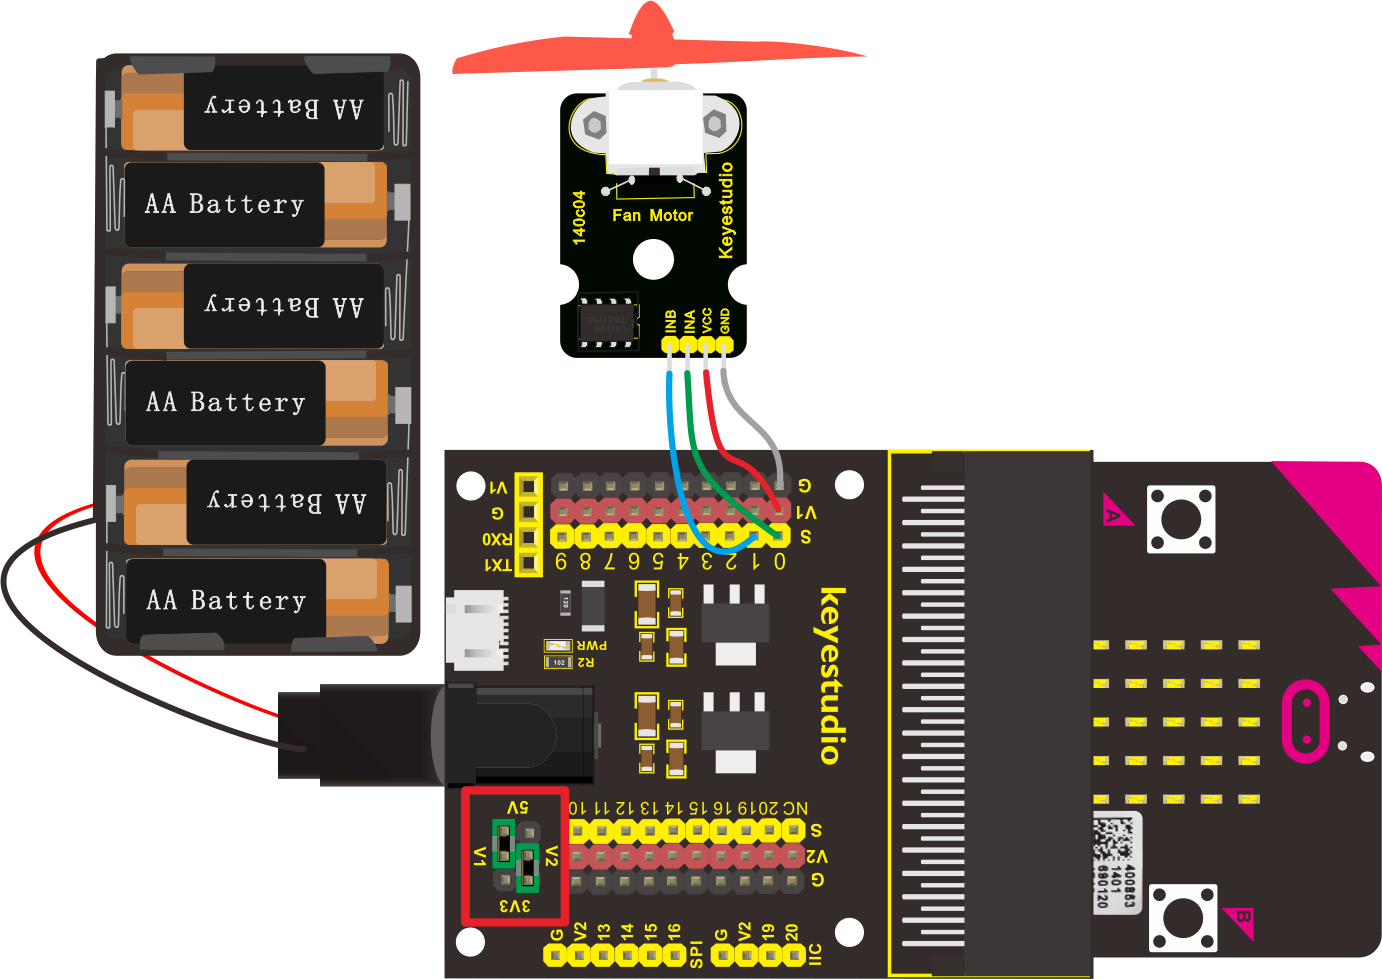 AA Battery
AA Battery
AA Battery
AA Battery
AA Battery
AA Battery
140c04
Fan Motor
Keyestudio
INB
INA
VCC
GND
V1
G
RX0
TX1
G
V1
S
9 8 7 6 5 4 3 2 1 0
120
PWR
R2
102
keyestudio
A
5V
V1
V2
3V3
10 11 12 13 14 15 16 19 20 NC
S
V2
G
G V2 13 14 15 16
SPI
G V2 19 20
IIC
400863
1401
690120
B